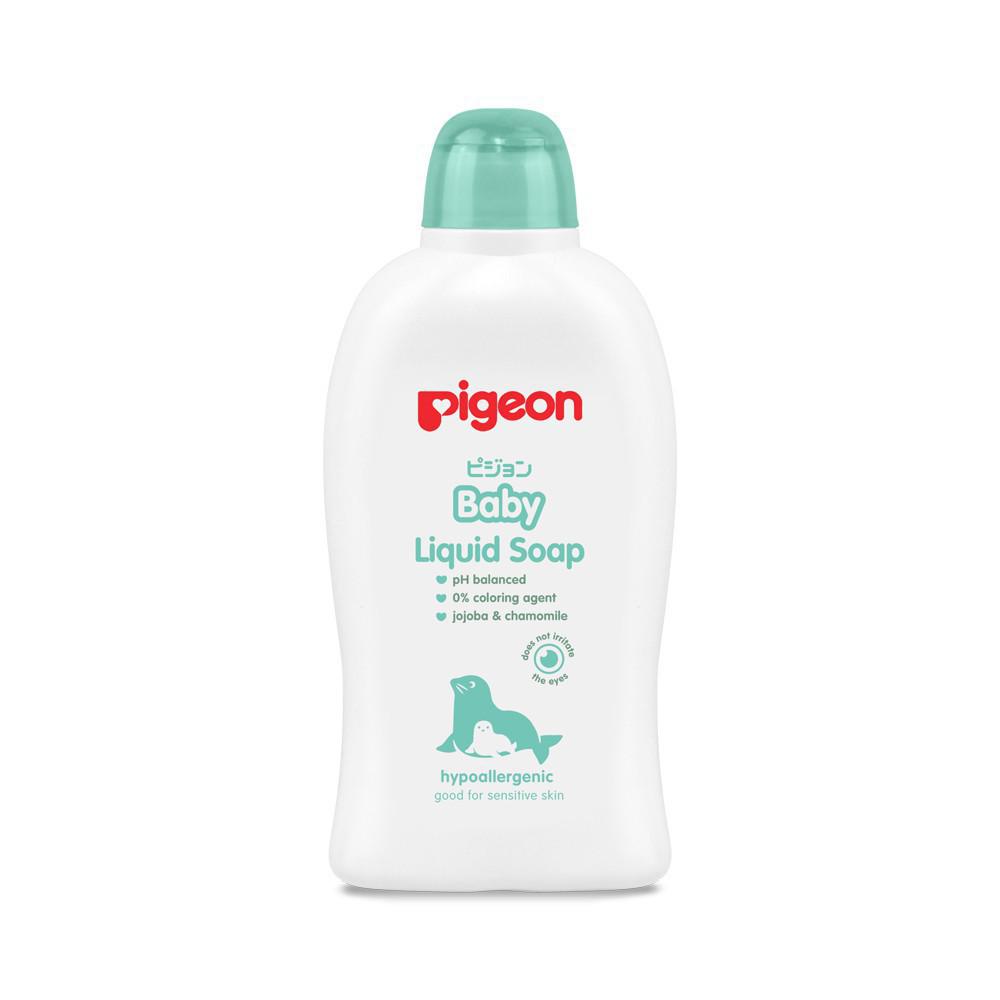 pigeon
ピジョン
Baby
Liquid Soap
pH balanced
0% coloring agent
jojoba & chamomile
does not irritate
the eyes
hypoallergenic
good for sensitive skin